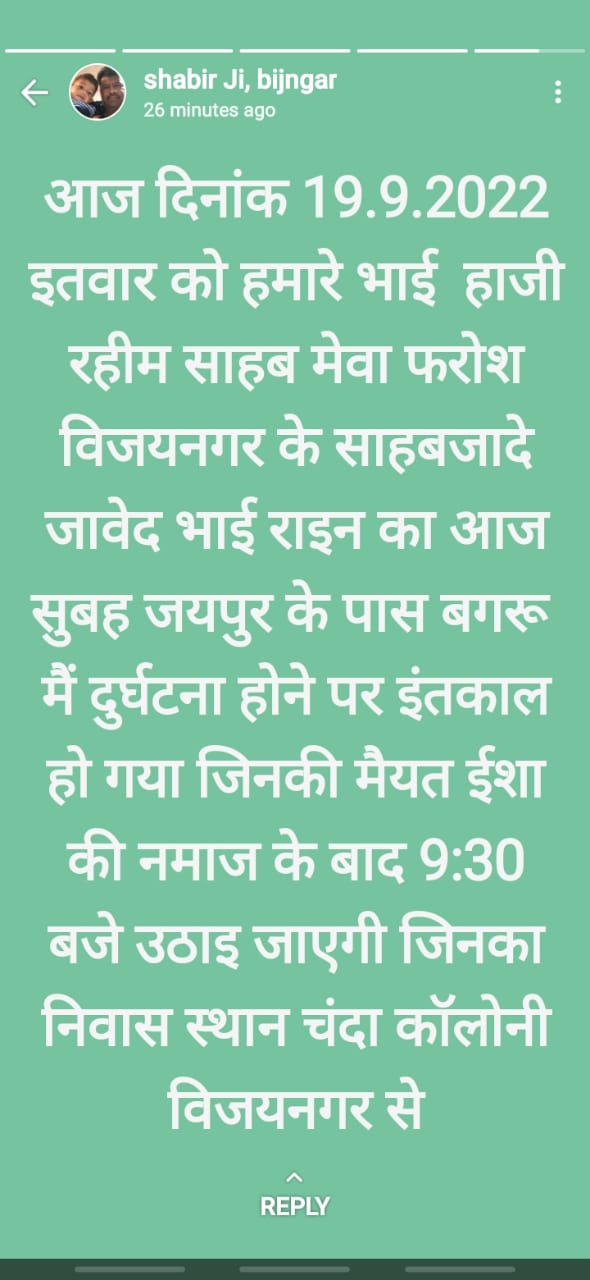 shabir Ji, bijngar
26 minutes ago
आज दिनांक 19.9.2022
इतवार को हमारे भाई हाजी
रहीम साहब मेवा फरोश
विजयनगर के साहबजादे
जावेद भाई राइन का आज
सुबह जयपुर के पास बगरू
मैं दुर्घटना होने पर इंतकाल
हो गया जिनकी मैयत ईशा
की नमाज के बाद 9:30
बजे उठाइ जाएगी जिनका
निवास स्थान चंदा कॉलोनी
विजयनगर से
REPLY